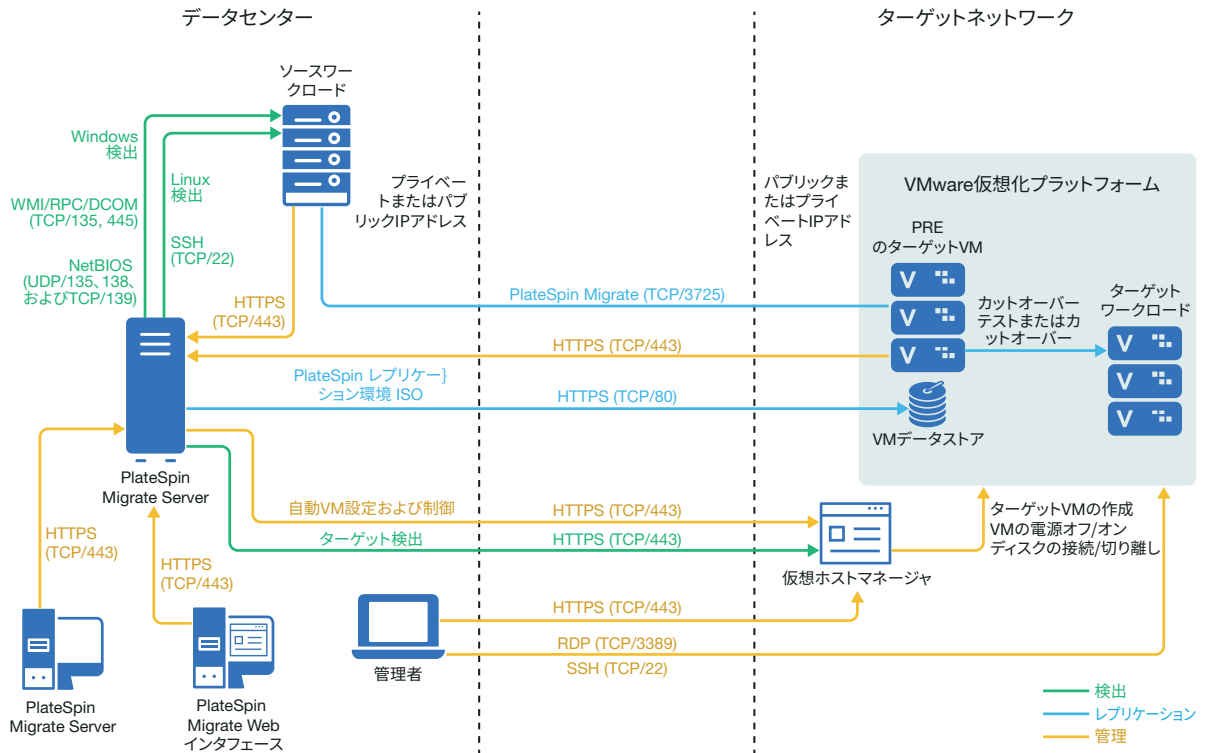 データセンター
ターゲットネットワーク
ソースワー
クロード
Windows
検出
Linux
検出
WMI/RPC/DCOM
(TCP/135, 445)
SSH
(TCP/22)
NetBIOS
(UDP/135、138、
およびTCP/139)
HTTPS
(TCP/443)
プライベー
トまたはパブ
リックIPアドレス
パブリックま
たはプライ
ベートIPアド
レス
VMware仮想化プラットフォーム
PRE
のターゲットVM
PlateSpin Migrate (TCP/3725)
カットオーバー
テストまたはカ
ットオーバー
ターゲット
ワークロード
HTTPS (TCP/443)
PlateSpin レプリケー}
ション環境 ISO
HTTPS (TCP/80)
VMデータストア
PlateSpin
Migrate Server
自動VM設定および制御
HTTPS (TCP/443)
ターゲット検出
HTTPS (TCP/443)
ターゲットVMの作成
VMの電源オフ/オン
ディスクの接続/切り離し
仮想ホストマネージャ
HTTPS
(TCP/443)
HTTPS
(TCP/443)
HTTPS (TCP/443)
RDP (TCP/3389)
SSH (TCP/22)
管理者
PlateSpin
Migrate Server
PlateSpin
Migrate Web
インタフェース
検出
レプリケーション
管理
V
V
V
V
V
V